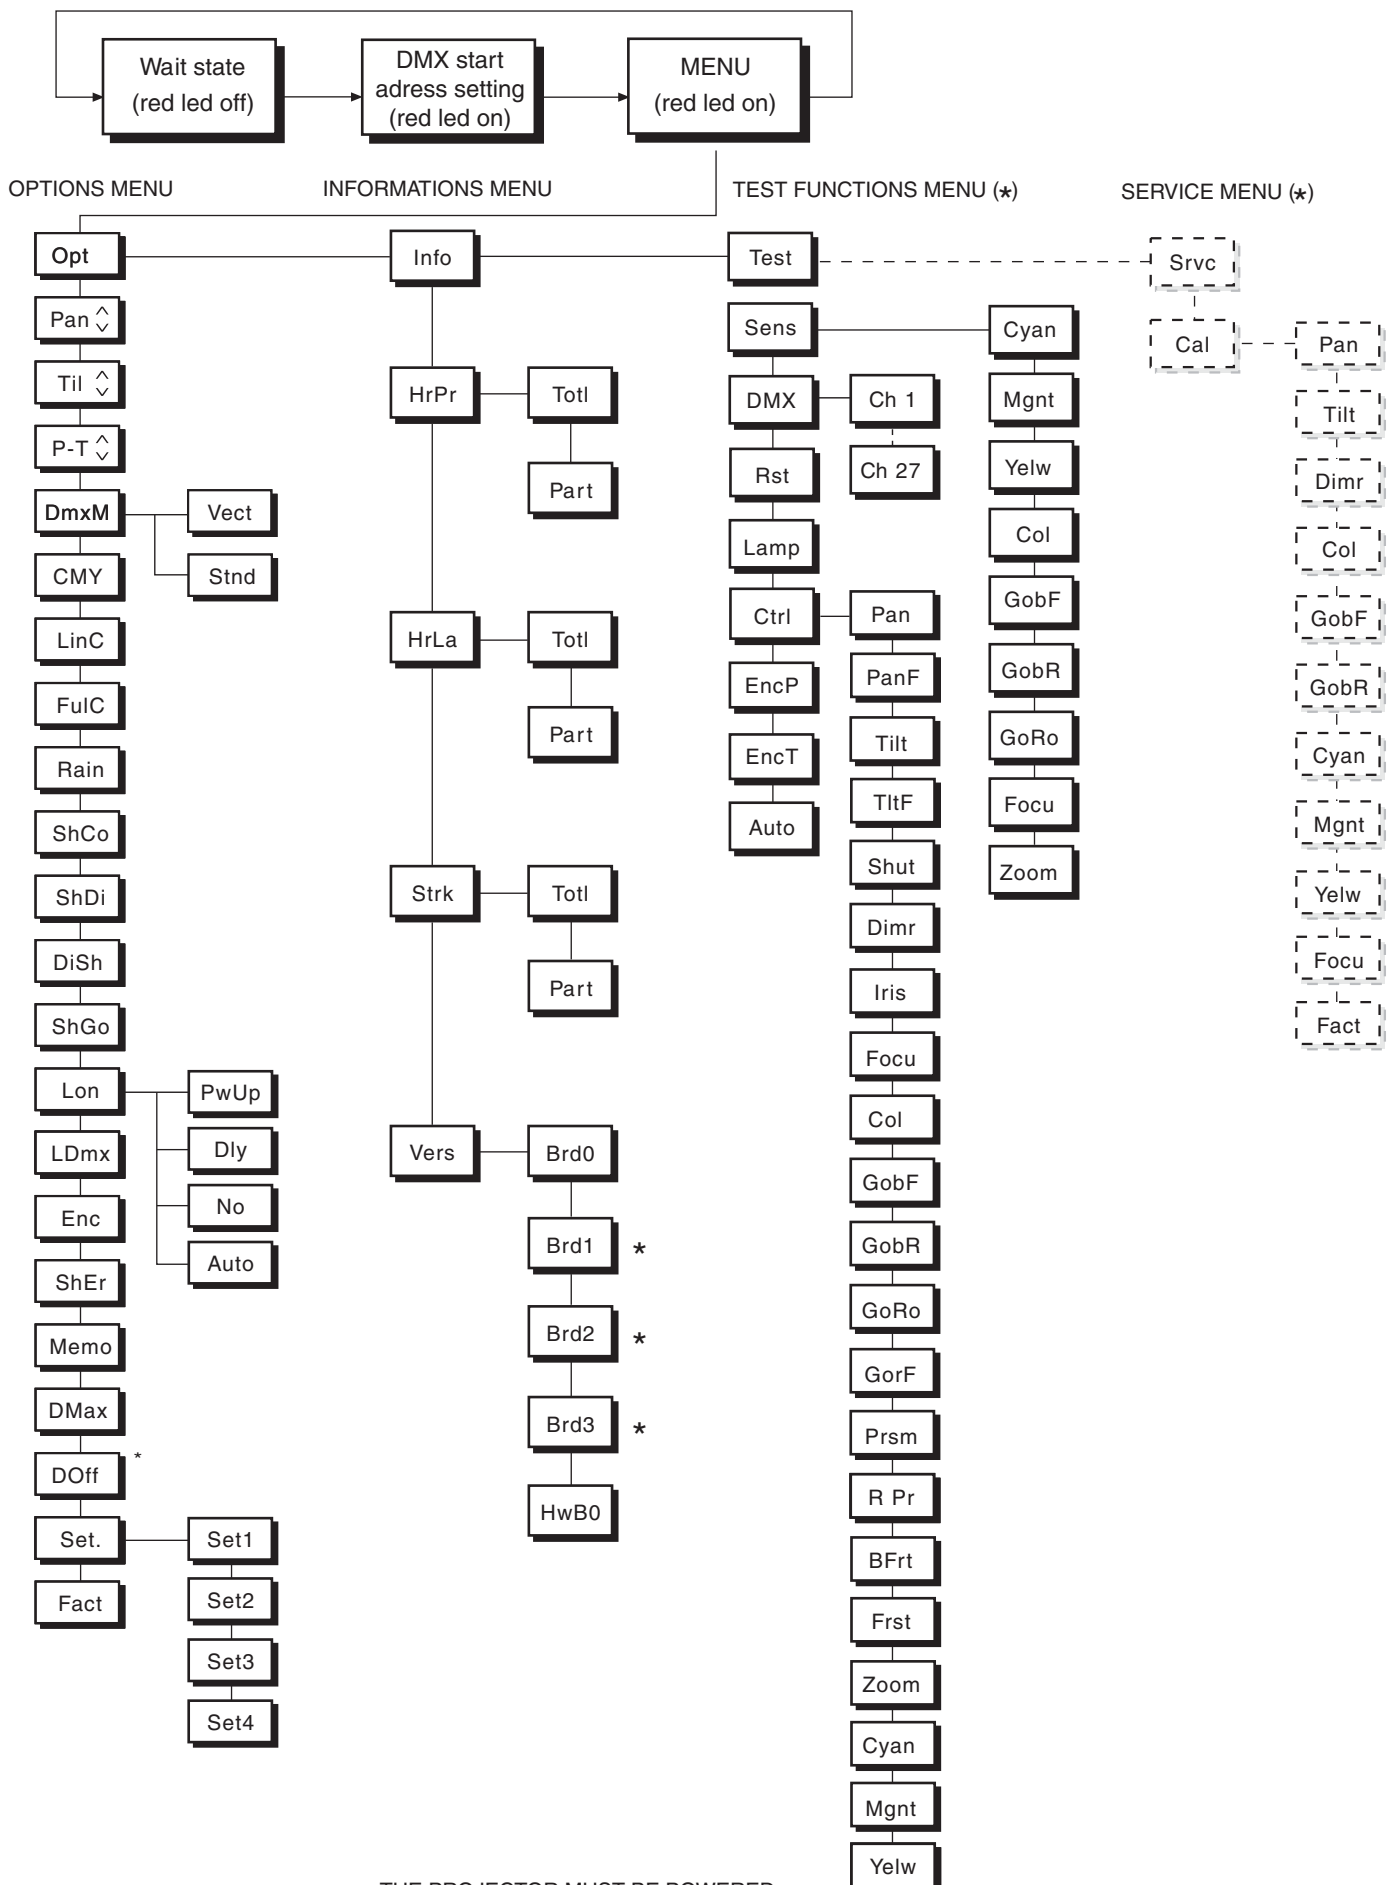 Wait state
(red led off)
DMX start
adress setting
(red led on)
MENU
(red led on)
OPTIONS MENU
INFORMATIONS MENU
TEST FUNCTIONS MENU (*)
SERVICE MENU (*)
Opt
Pan
Til
P-T
DmxM
Vect
Stnd
CMY
LinC
FulC
Rain
ShCo
ShDi
DiSh
ShGo
Lon
PwUp
Dly
No
Auto
LDmx
Enc
ShEr
Memo
DMax
DOff *
Set.
Set1
Set2
Set3
Set4
Fact
Info
HrPr
Totl
Part
HrLa
Totl
Part
Strk
Totl
Part
Vers
Brd0
Brd1 *
Brd2 *
Brd3 *
HwB0
Test
Sens
Cyan
Mgnt
Yelw
Col
GobF
GobR
GoRo
Focu
Zoom
DMX
Ch 1
Ch 27
Rst
Lamp
Ctrl
Pan
PanF
Tilt
TltF
Shut
Dimr
Iris
Focu
Col
GobF
GobR
GoRo
GorF
Prsm
R Pr
BFrt
Frst
Zoom
Cyan
Mgnt
Yelw
EncP
EncT
Auto
Srvc
Cal
Pan
Tilt
Dimr
Col
GobF
GobR
Cyan
Mgnt
Yelw
Focu
Fact
THE PROJECTOR MUST BE POWERED